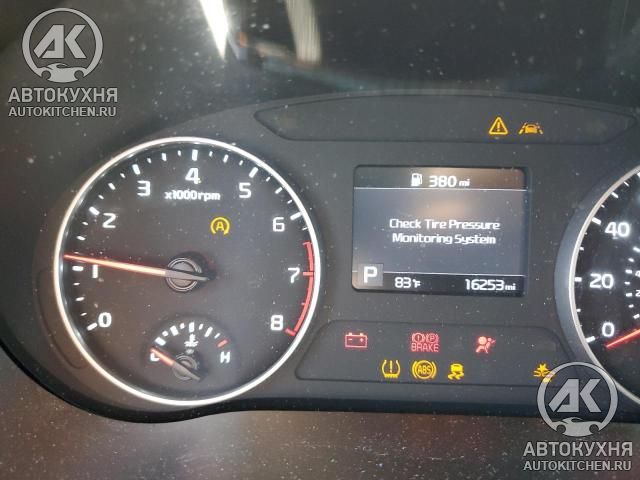 АК
АВТОКУХНЯ
AUTOKITCHEN.RU
380 mi
Check Tire Pressure
Monitoring System
P
83°F
16253 mi
0
1
2
3
4
5
6
7
8
x1000rpm
A
H
40
20
0
P
BRAKE
ABS
АК
АВТОКУХНЯ
AUTOKITCHEN.RU